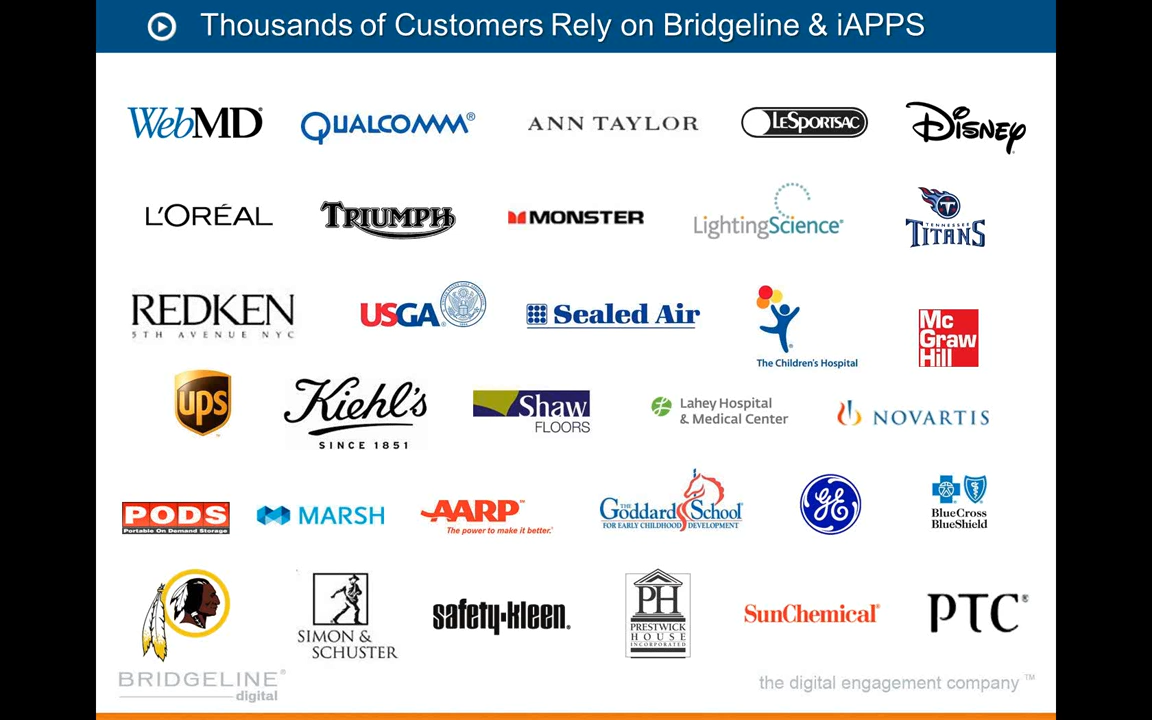 Thousands of Customers Rely on Bridgeline & iAPPS
WebMD®
QUALCOMM®
ANN TAYLOR
LESPORTSAC
DISNEY
L'ORÉAL
TRIUMPH
MONSTER
LightingScience®
TENNESSEE
TITANS
REDKEN
5TH AVENUE NYC
USGA®
Sealed Air
The Children's Hospital
Mc
Graw
Hill
ups
Kiehl's
SINCE 1851
Shaw
FLOORS
Lahey Hospital
& Medical Center
NOVARTIS
PODS
Portable On Demand Storage
MARSH
AARP™
The power to make it better.®
THE
Goddard School®
FOR EARLY CHILDHOOD DEVELOPMENT
GE
BlueCross
BlueShield
SIMON &
SCHUSTER
safety-kleen®
PH
PRESTWICK
HOUSE
INCORPORATED
SunChemical®
PTC®
BRIDGELINE®
digital
the digital engagement company™